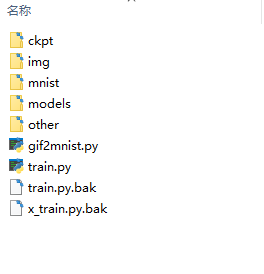 名称
ckpt
img
mnist
models
other
gif2mnist.py
train.py
train.py.bak
x_train.py.bak